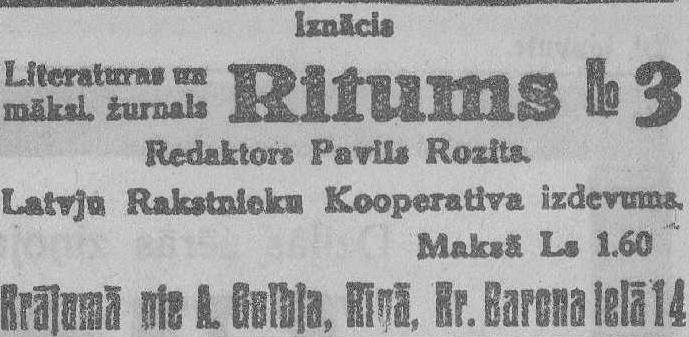 Iznācis
Literaturas un
māksl. žurnals
Ritums № 3
Redaktors Pavils Rozits.
Latvju Rakstnieku Kooperativa izdevums.
Maksā Ls 1.60
Krājumā pie A. Gulbja, Rīgā, Kr. Barona ielā 14